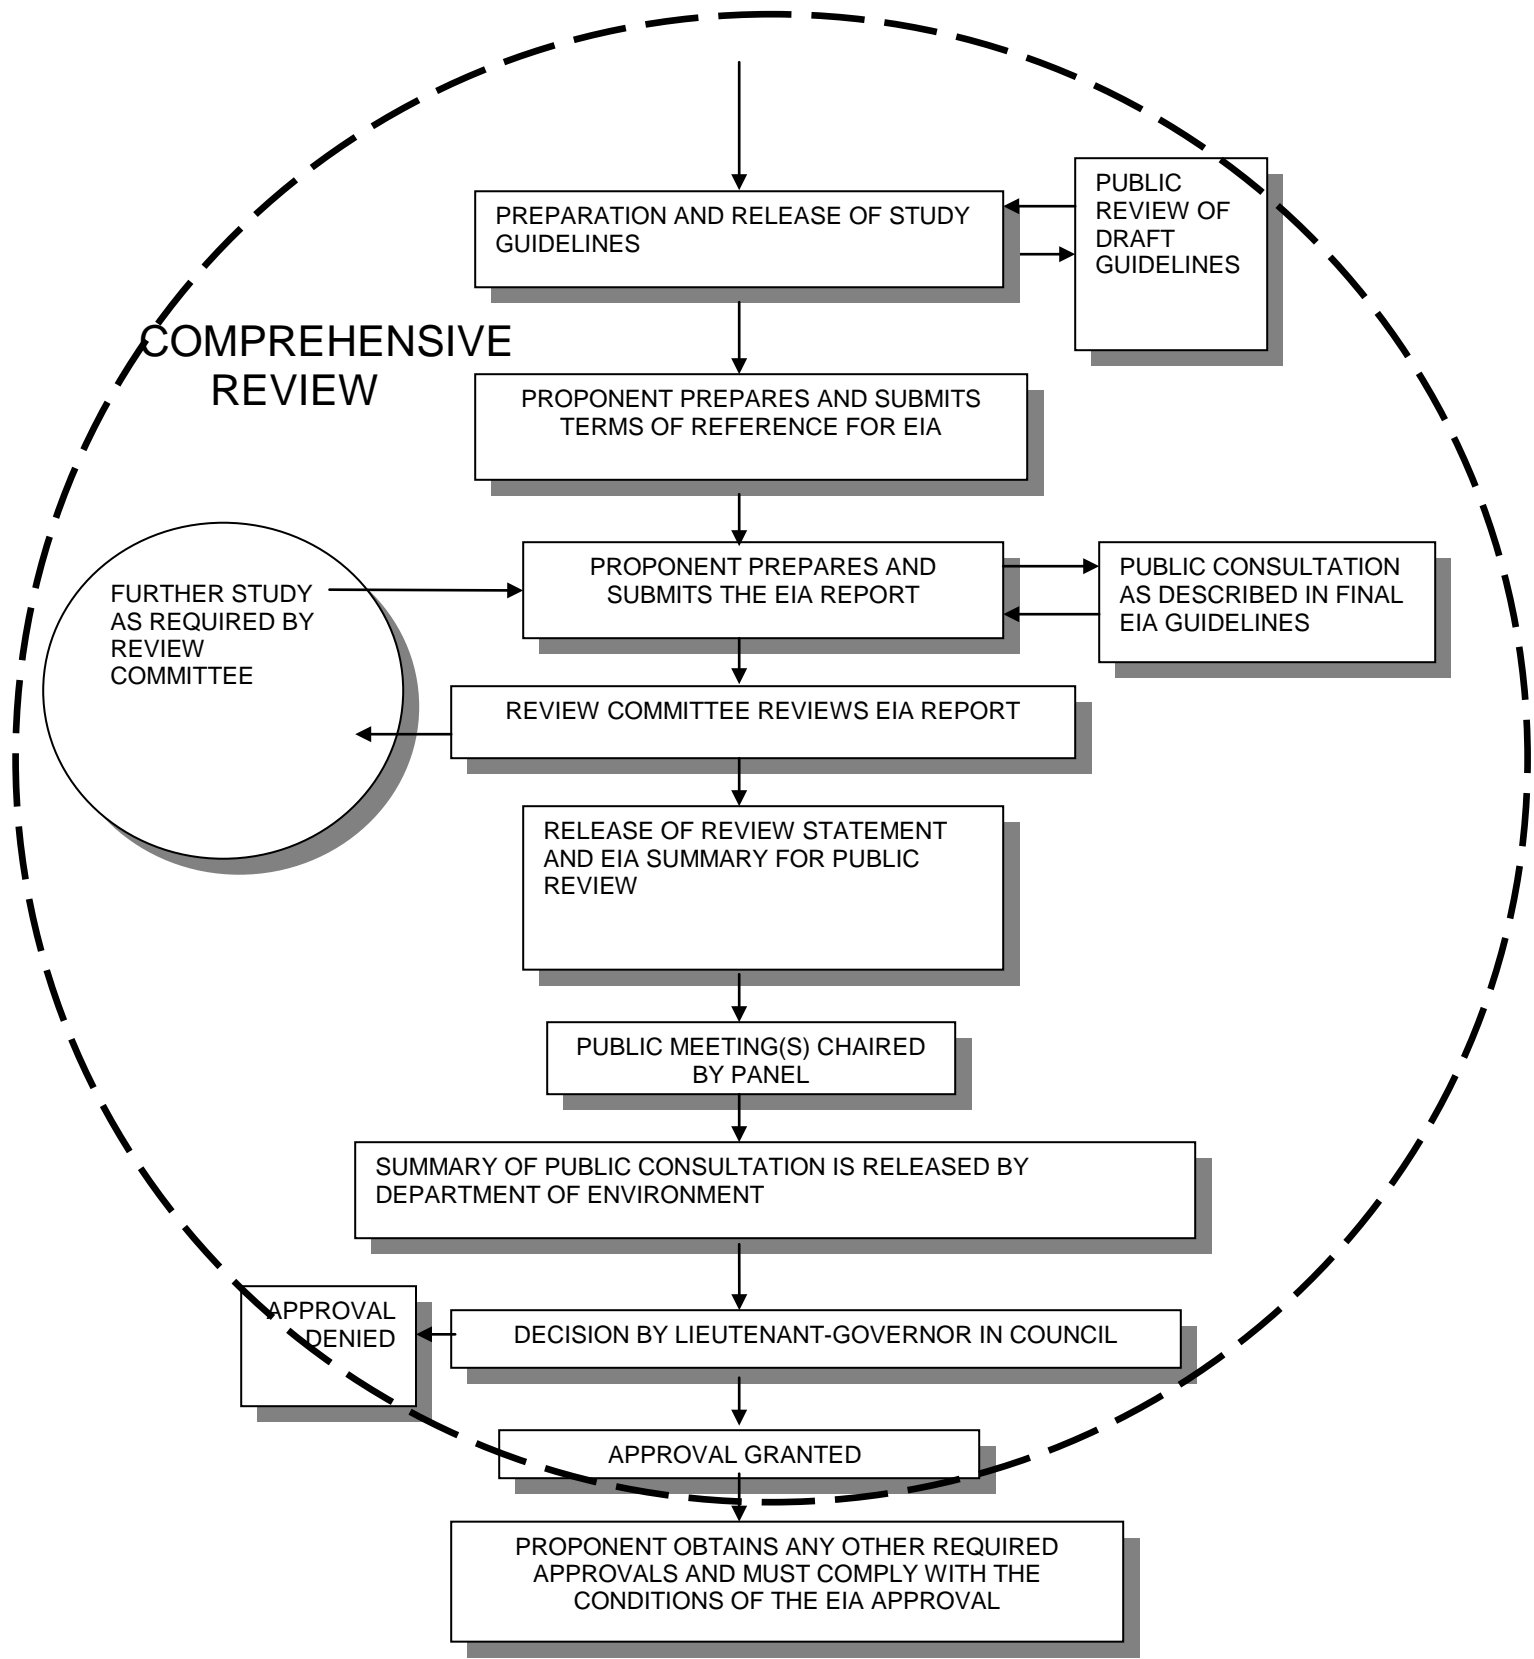 PREPARATION AND RELEASE OF STUDY
GUIDELINES
PUBLIC
REVIEW OF
DRAFT
GUIDELINES
COMPREHENSIVE
REVIEW
PROPONENT PREPARES AND SUBMITS
TERMS OF REFERENCE FOR EIA
FURTHER STUDY
AS REQUIRED BY
REVIEW
COMMITTEE
PROPONENT PREPARES AND
SUBMITS THE EIA REPORT
PUBLIC CONSULTATION
AS DESCRIBED IN FINAL
EIA GUIDELINES
REVIEW COMMITTEE REVIEWS EIA REPORT
RELEASE OF REVIEW STATEMENT
AND EIA SUMMARY FOR PUBLIC
REVIEW
PUBLIC MEETING(S) CHAIRED
BY PANEL
SUMMARY OF PUBLIC CONSULTATION IS RELEASED BY
DEPARTMENT OF ENVIRONMENT
APPROVAL
DENIED
DECISION BY LIEUTENANT-GOVERNOR IN COUNCIL
APPROVAL GRANTED
PROPONENT OBTAINS ANY OTHER REQUIRED
APPROVALS AND MUST COMPLY WITH THE
CONDITIONS OF THE EIA APPROVAL